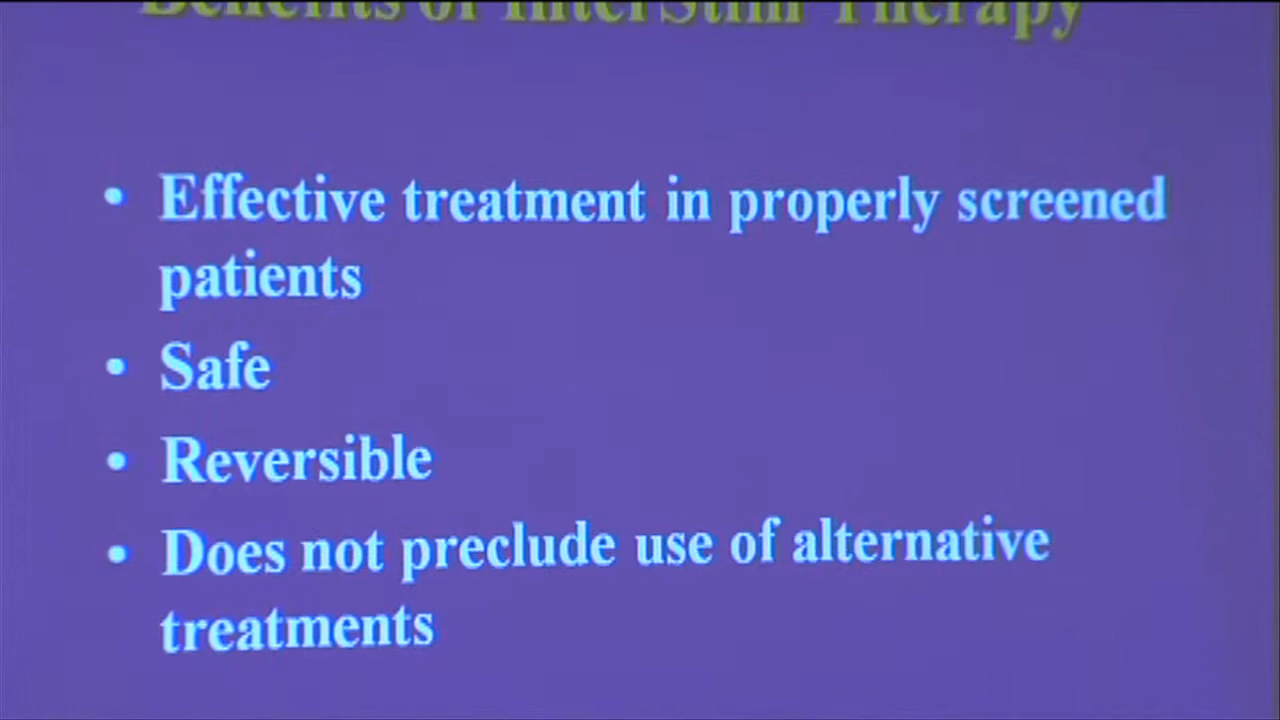 Benefits of InterStim Therapy
• Effective treatment in properly screened
patients
• Safe
• Reversible
• Does not preclude use of alternative
treatments